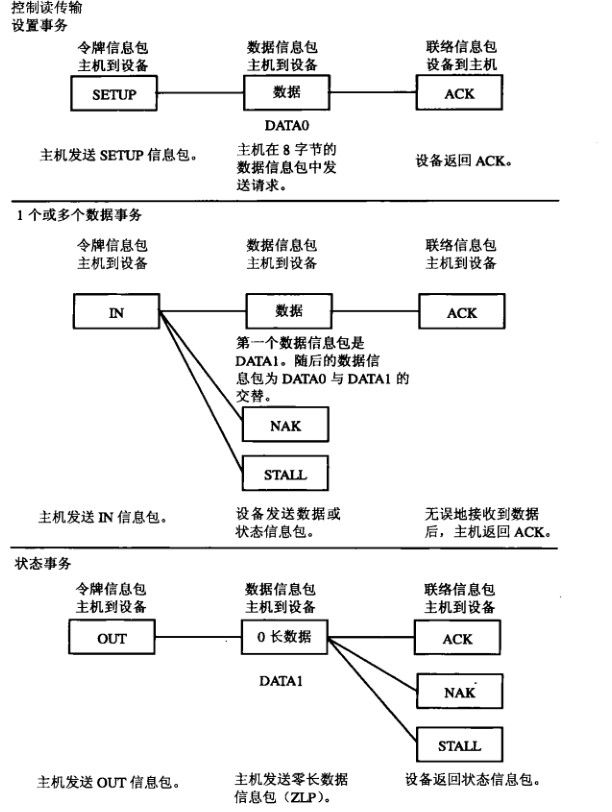 控制读传输
设置事务
令牌信息包 数据信息包 联络信息包
主机到设备 主机到设备 设备到主机
SETUP 数据 ACK
DATA0
主机发送 SETUP 信息包。
主机在 8 字节的
数据信息包中发
送请求。
设备返回 ACK。
1 个或多个数据事务
令牌信息包 数据信息包 联络信息包
主机到设备 主机到设备 主机到设备
IN 数据 ACK
第一个数据信息包是
DATA1。随后的数据信
息包为 DATA0 与 DATA1 的
交替。
NAK
STALL
主机发送 IN 信息包。
设备发送数据或
状态信息包。
无误地接收到数据
后，主机返回 ACK。
状态事务
令牌信息包 数据信息包 联络信息包
主机到设备 主机到设备 主机到设备
OUT 0 长数据 ACK
DATA1
NAK
STALL
主机发送 OUT 信息包。
主机发送零长数据
信息包（ZLP）。
设备返回状态信息包。